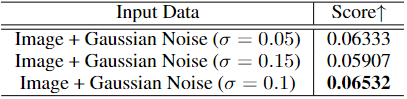 Input Data Score↑
Image + Gaussian Noise (σ = 0.05) 0.06333
Image + Gaussian Noise (σ = 0.15) 0.05907
Image + Gaussian Noise (σ = 0.1) 0.06532